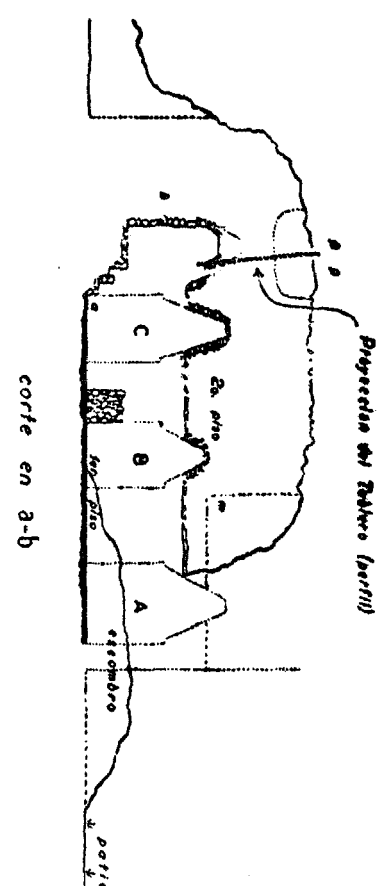 Proyeccion del Tablero (perfil)
2o. piso
C
B
A
1er. piso
escombro
patio
corte en a-b